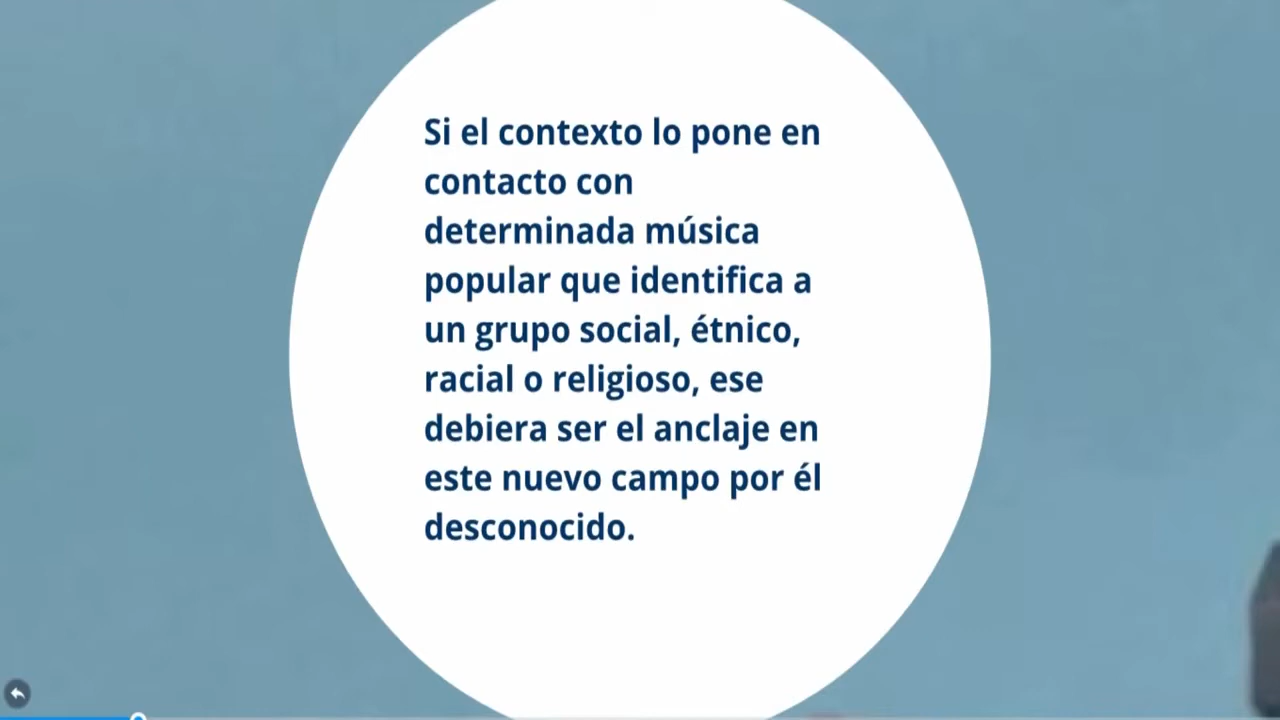 Si el contexto lo pone en
contacto con
determinada música
popular que identifica a
un grupo social, étnico,
racial o religioso, ese
debiera ser el anclaje en
este nuevo campo por él
desconocido.